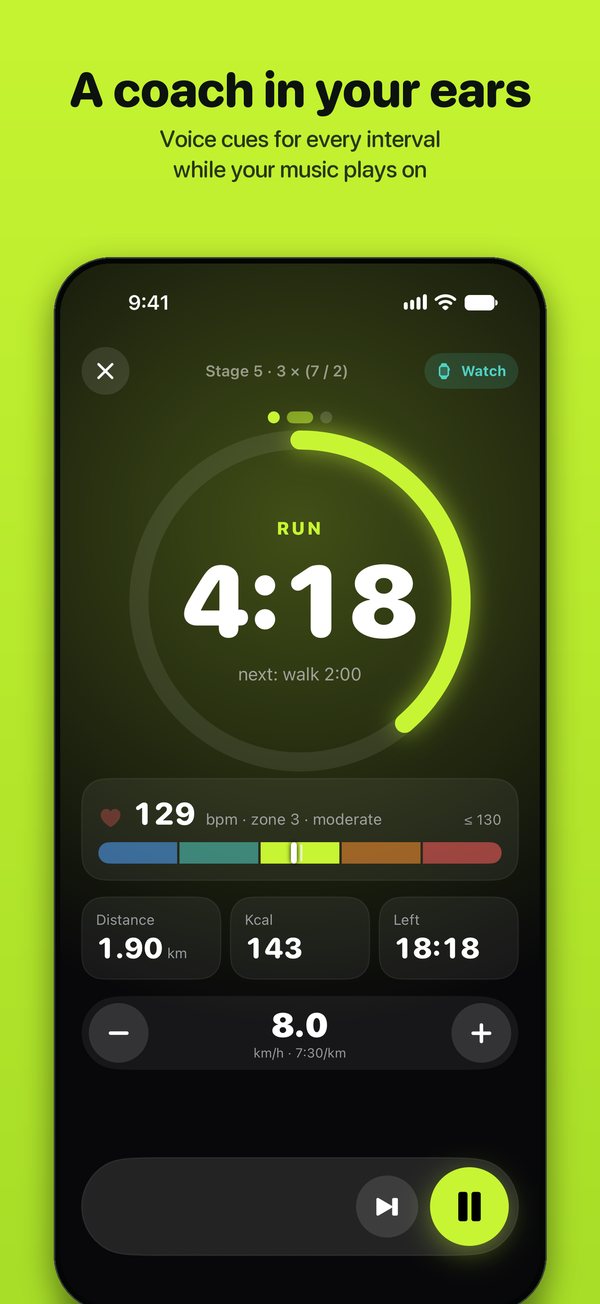 A coach in your ears
Voice cues for every interval
while your music plays on
9:41
Stage 5 · 3 × (7 / 2)
Watch
RUN
4:18
next: walk 2:00
129 bpm · zone 3 · moderate
≤ 130
Distance
1.90 km
Kcal
143
Left
18:18
8.0
km/h · 7:30/km